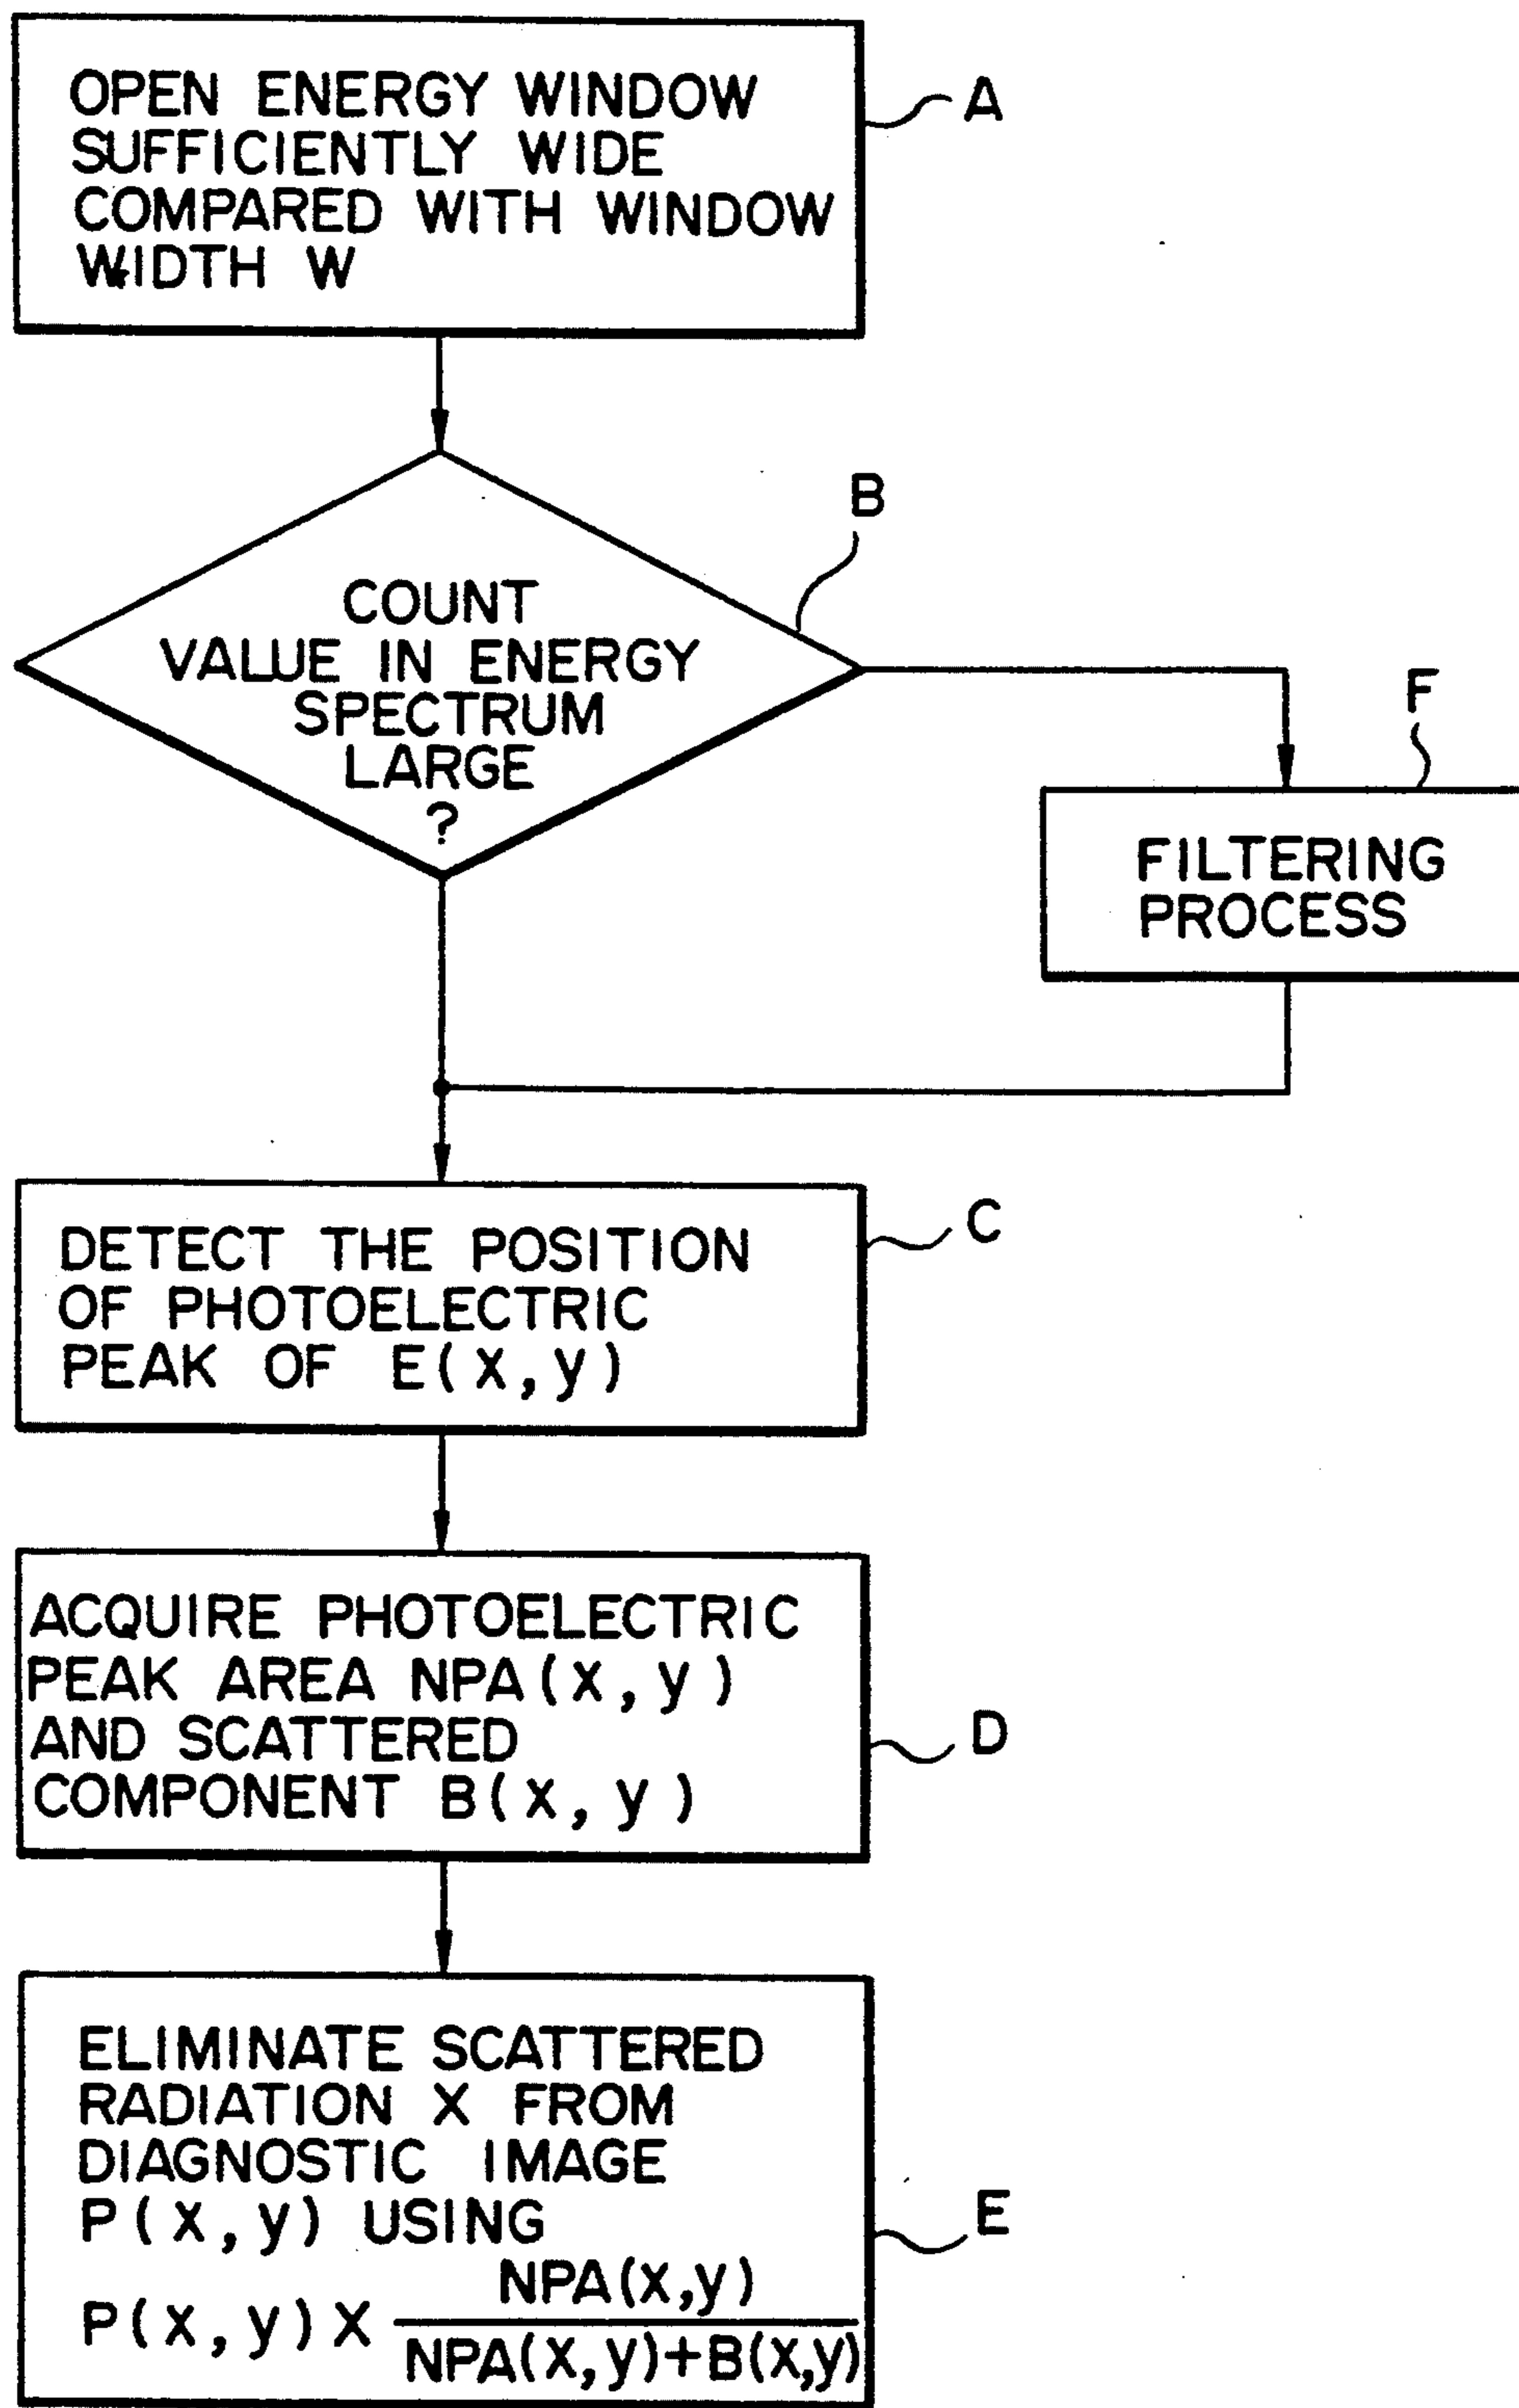 OPEN ENERGY WINDOW
SUFFICIENTLY WIDE
COMPARED WITH WINDOW
WIDTH W
A
B
COUNT
VALUE IN ENERGY
SPECTRUM
LARGE
?
F
FILTERING
PROCESS
DETECT THE POSITION
OF PHOTOELECTRIC
PEAK OF E(x,y)
C
ACQUIRE PHOTOELECTRIC
PEAK AREA NPA(x,y)
AND SCATTERED
COMPONENT B(x,y)
D
ELIMINATE SCATTERED
RADIATION X FROM
DIAGNOSTIC IMAGE
P(x,y) USING
E
NPA(x,y)
P(x,y) X
NPA(x,y)+B(x,y)